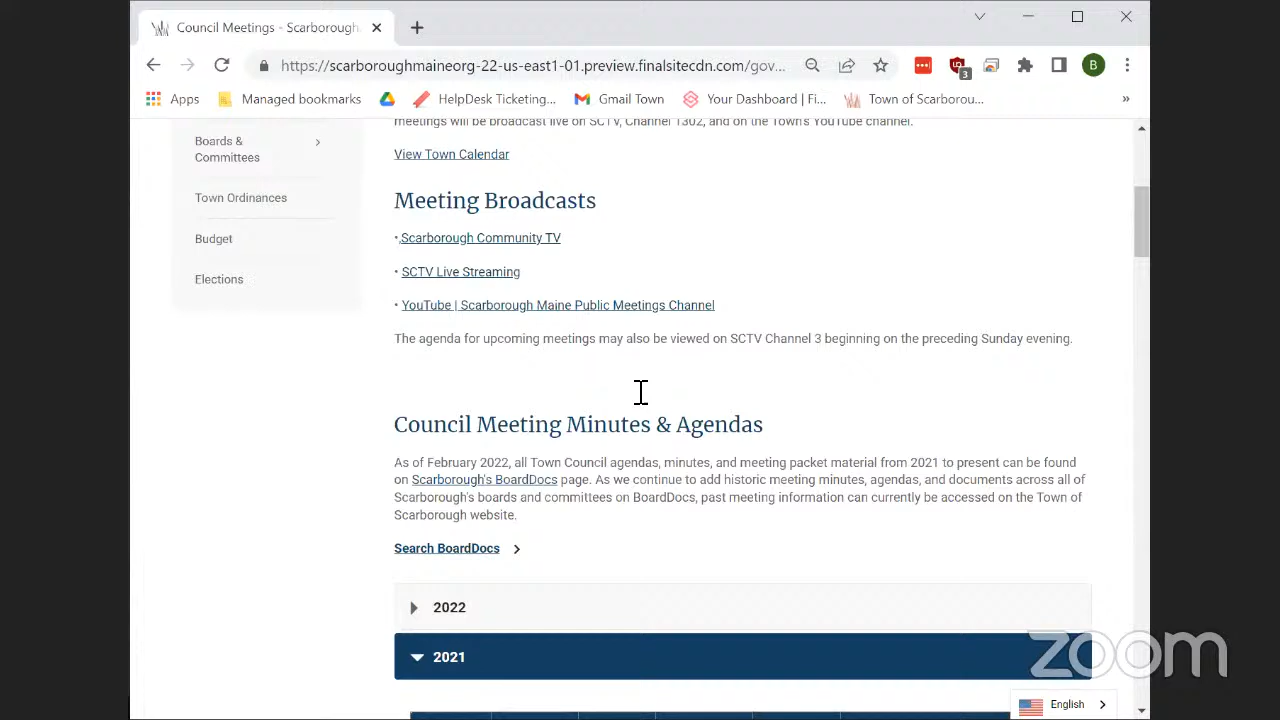 Council Meetings - Scarborough
https://scarboroughmaineorg-22-us-east1-01.preview.finalsitecdn.com/gov...
3
B
Apps
Managed bookmarks
HelpDesk Ticketing...
Gmail Town
Your Dashboard | Fi...
Town of Scarborou...
»
meetings will be broadcast live on SCTV, Channel 1302, and on the Town's YouTube channel.
Boards &
Committees
Town Ordinances
Budget
Elections
View Town Calendar
Meeting Broadcasts
• Scarborough Community TV
• SCTV Live Streaming
• YouTube | Scarborough Maine Public Meetings Channel
The agenda for upcoming meetings may also be viewed on SCTV Channel 3 beginning on the preceding Sunday evening.
Council Meeting Minutes & Agendas
As of February 2022, all Town Council agendas, minutes, and meeting packet material from 2021 to present can be found
on Scarborough's BoardDocs page. As we continue to add historic meeting minutes, agendas, and documents across all of
Scarborough's boards and committees on BoardDocs, past meeting information can currently be accessed on the Town of
Scarborough website.
Search BoardDocs
2022
2021
zoom
English